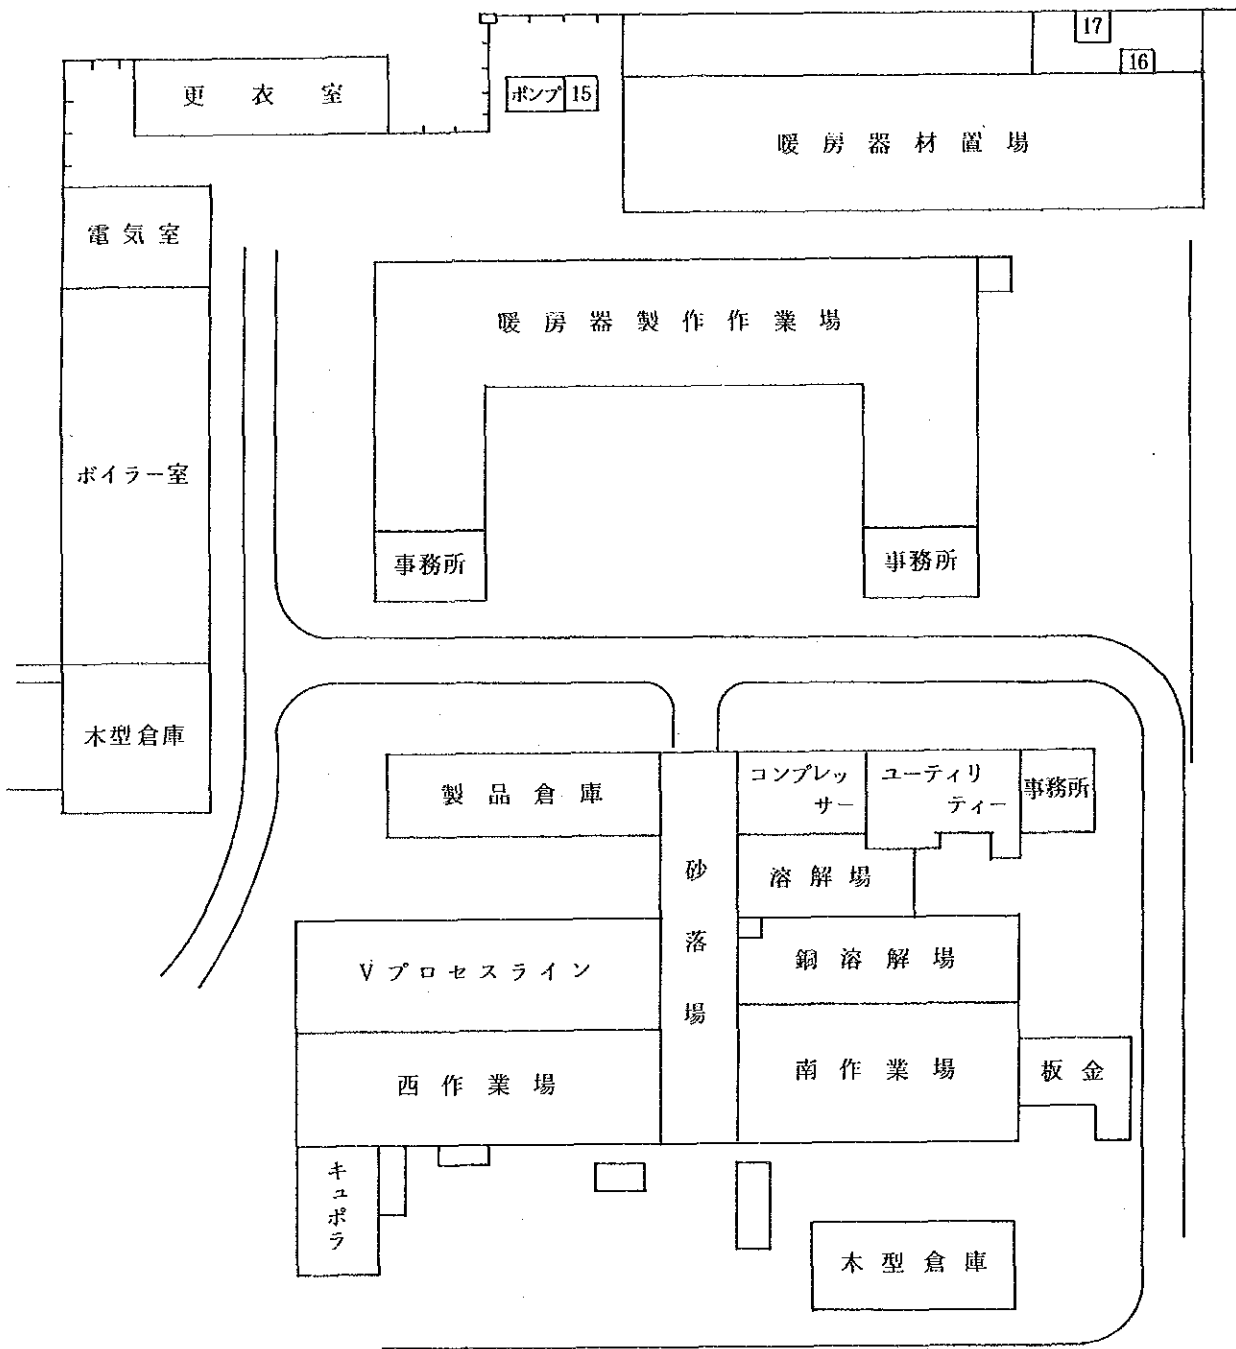 17
16
更衣室
ポンプ 15
暖房器材置場
電気室
暖房器製作作業場
ボイラー室
事務所
事務所
木型倉庫
製品倉庫
コンプレッ
サー
ユーティリ
ティー
事務所
砂落場
溶解場
Vプロセスライン
銅溶解場
西作業場
南作業場
板金
キュポラ
木型倉庫